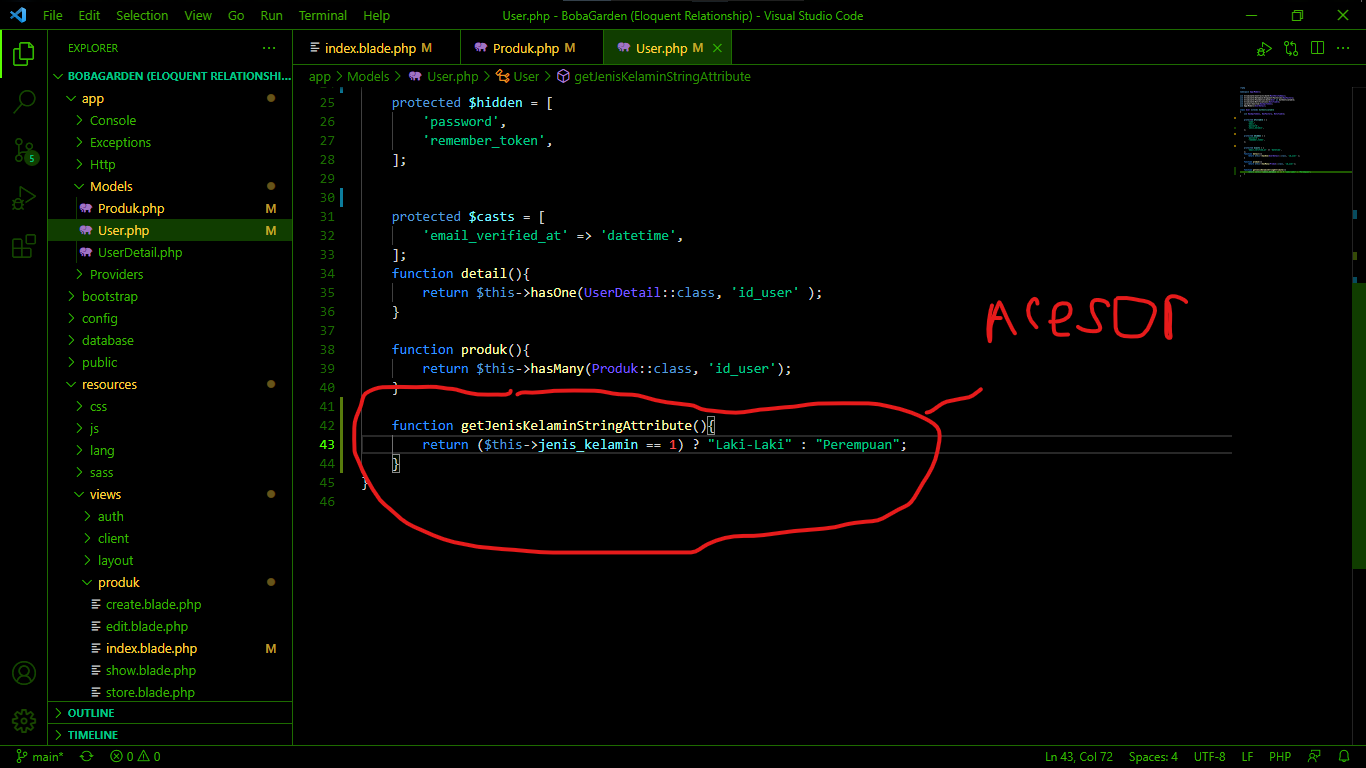 File Edit Selection View Go Run Terminal Help
User.php - BobaGarden (Eloquent Relationship) - Visual Studio Code
EXPLORER
BOBAGARDEN (ELOQUENT RELATIONSHI...
app
Console
Exceptions
Http
Models
Produk.php M
User.php M
UserDetail.php
Providers
bootstrap
config
database
public
resources
css
js
lang
sass
views
auth
client
layout
produk
create.blade.php
edit.blade.php
index.blade.php M
show.blade.php
store.blade.php
OUTLINE
TIMELINE
5
index.blade.php M
Produk.php M
User.php M
app > Models > User.php > User > getJenisKelaminStringAttribute
25 protected $hidden = [
26 'password',
27 'remember_token',
28 ];
29
30
31 protected $casts = [
32 'email_verified_at' => 'datetime',
33 ];
34 function detail(){
35 return $this->hasOne(UserDetail::class, 'id_user' );
36 }
37
38 function produk(){
39 return $this->hasMany(Produk::class, 'id_user');
40 }
41
42 function getJenisKelaminStringAttribute(){
43 return ($this->jenis_kelamin == 1) ? "Laki-Laki" : "Perempuan";
44 }
45 }
46
Acesor
main* 0 0
Ln 43, Col 72 Spaces: 4 UTF-8 LF PHP